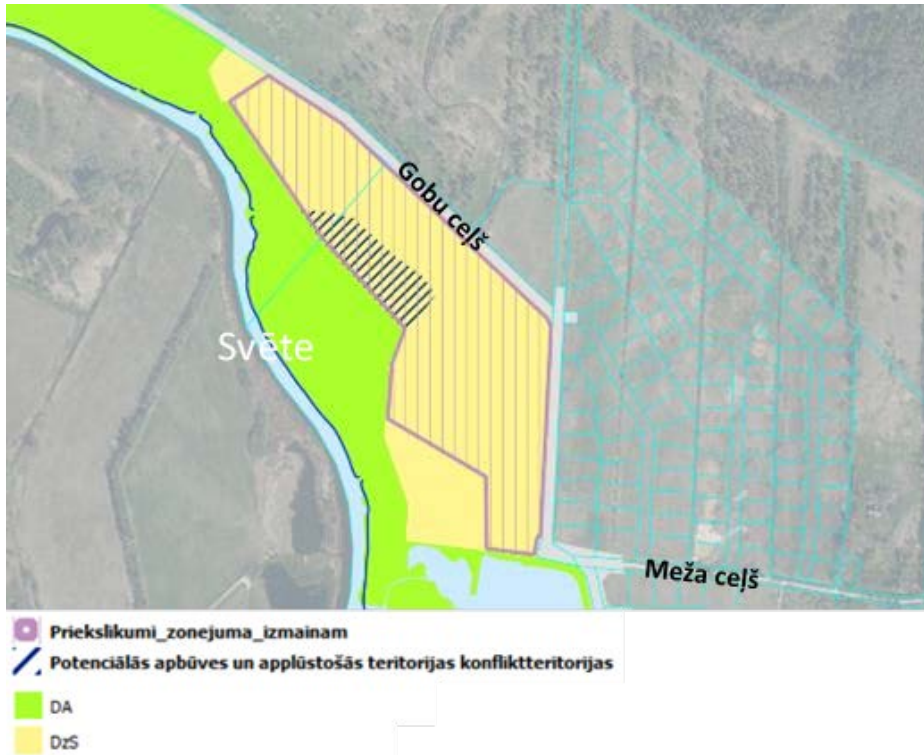 Gobu ceļš
Svēte
Meža ceļš
Priekslikumi_zonejuma_izmainam
Potenciālās apbūves un applūstošās teritorijas konfliktteritorijas
DA
DzS